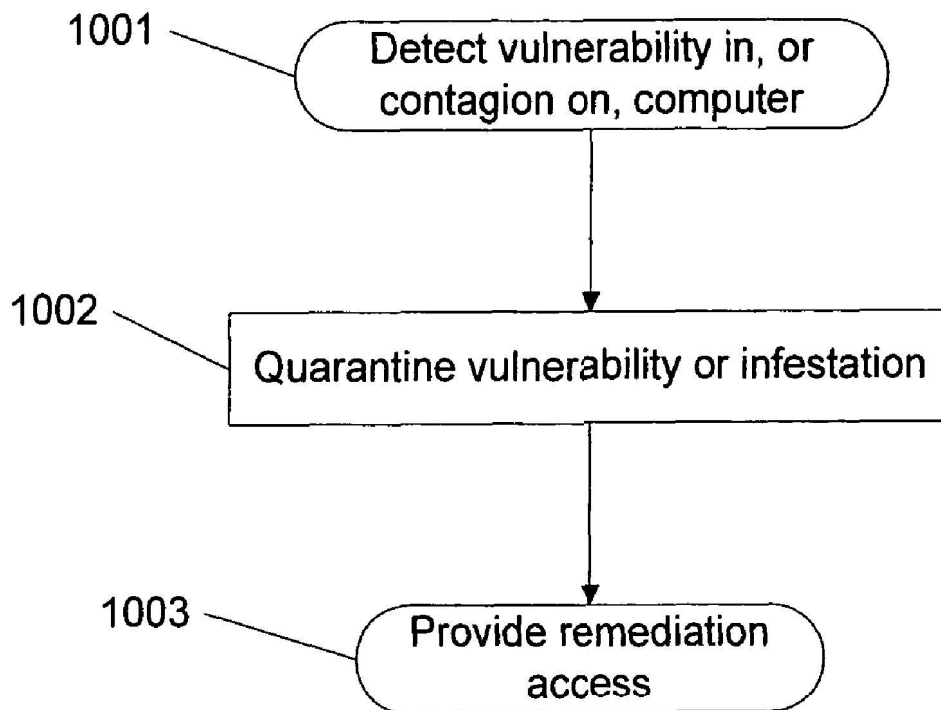 1001
Detect vulnerability in, or
contagion on, computer
1002
Quarantine vulnerability or infestation
1003
Provide remediation
access